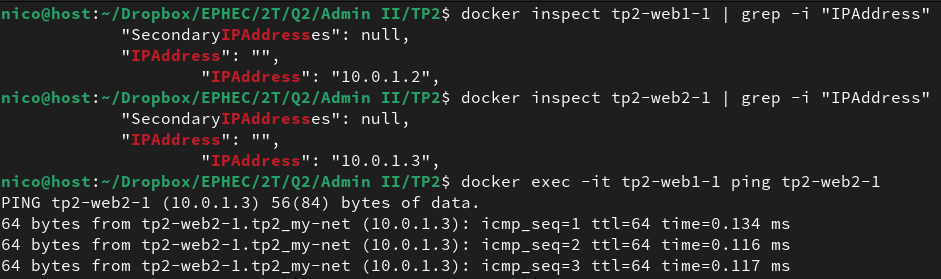 nico@host:~/Dropbox/EPHEC/2T/Q2/Admin II/TP2$ docker inspect tp2-web1-1 | grep -i "IPAddress"
"SecondaryIPAddresses": null,
"IPAddress": "",
"IPAddress": "10.0.1.2",
nico@host:~/Dropbox/EPHEC/2T/Q2/Admin II/TP2$ docker inspect tp2-web2-1 | grep -i "IPAddress"
"SecondaryIPAddresses": null,
"IPAddress": "",
"IPAddress": "10.0.1.3",
nico@host:~/Dropbox/EPHEC/2T/Q2/Admin II/TP2$ docker exec -it tp2-web1-1 ping tp2-web2-1
PING tp2-web2-1 (10.0.1.3) 56(84) bytes of data.
64 bytes from tp2-web2-1.tp2_my-net (10.0.1.3): icmp_seq=1 ttl=64 time=0.134 ms
64 bytes from tp2-web2-1.tp2_my-net (10.0.1.3): icmp_seq=2 ttl=64 time=0.116 ms
64 bytes from tp2-web2-1.tp2_my-net (10.0.1.3): icmp_seq=3 ttl=64 time=0.117 ms